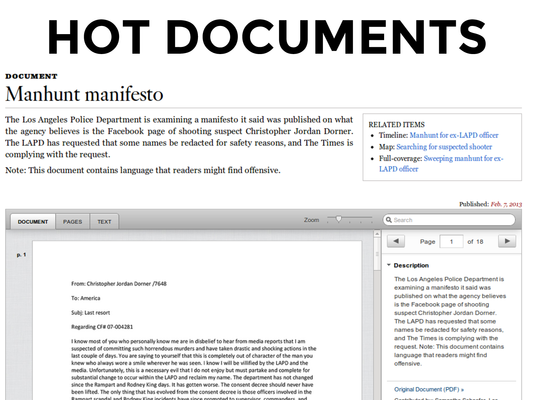 HOT DOCUMENTS
DOCUMENT
Manhunt manifesto
The Los Angeles Police Department is examining a manifesto it said was published on what
the agency believes is the Facebook page of shooting suspect Christopher Jordan Dorner.
The LAPD has requested that some names be redacted for safety reasons, and The Times is
complying with the request.
Note: This document contains language that readers might find offensive.
RELATED ITEMS
Timeline: Manhunt for ex-LAPD officer
Map: Searching for suspected shooter
Full-coverage: Sweeping manhunt for ex-
LAPD officer
Published: Feb. 7, 2013
DOCUMENT PAGES TEXT
Zoom
Search
p. 1
Page 1 of 18
From: Christopher Jordan Dorner /7648
To: America
Subj: Last resort
Regarding CF# 07-004281
I know most of you who personally know me are in disbelief to hear from media reports that I am
suspected of committing such horrendous murders and have taken drastic and shocking actions in the
last couple of days. You are saying to yourself that this is completely out of character of the man you
knew who always wore a smile wherever he was seen. I know I will be villified by the LAPD and the
media. Unfortunately, this is a necessary evil that I do not enjoy but must partake and complete for
substantial change to occur within the LAPD and reclaim my name. The department has not changed
since the Rampart and Rodney King days. It has gotten worse. The consent decree should never have
been lifted. The only thing that has evolved from the consent decree is those officers involved in the
Rampart scandal and Rodney King incidents have since promoted to supervisor, commanders, and
Description
The Los Angeles Police Department is
examining a manifesto it said was
published on what the agency believes
is the Facebook page of shooting
suspect Christopher Jordan Dorner.
The LAPD has requested that some
names be redacted for safety reasons,
and The Times is complying with the
request. Note: This document contains
language that readers might find
offensive.
Original Document (PDF) »